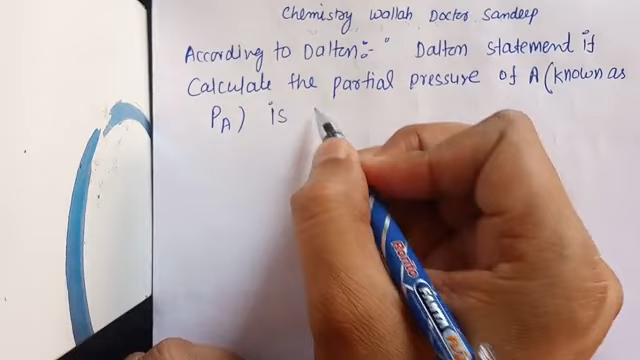 Chemistry Wallah Doctor Sandeep
According to Dalton:- " Dalton statement if
Calculate the partial pressure of A (known as
PA) is